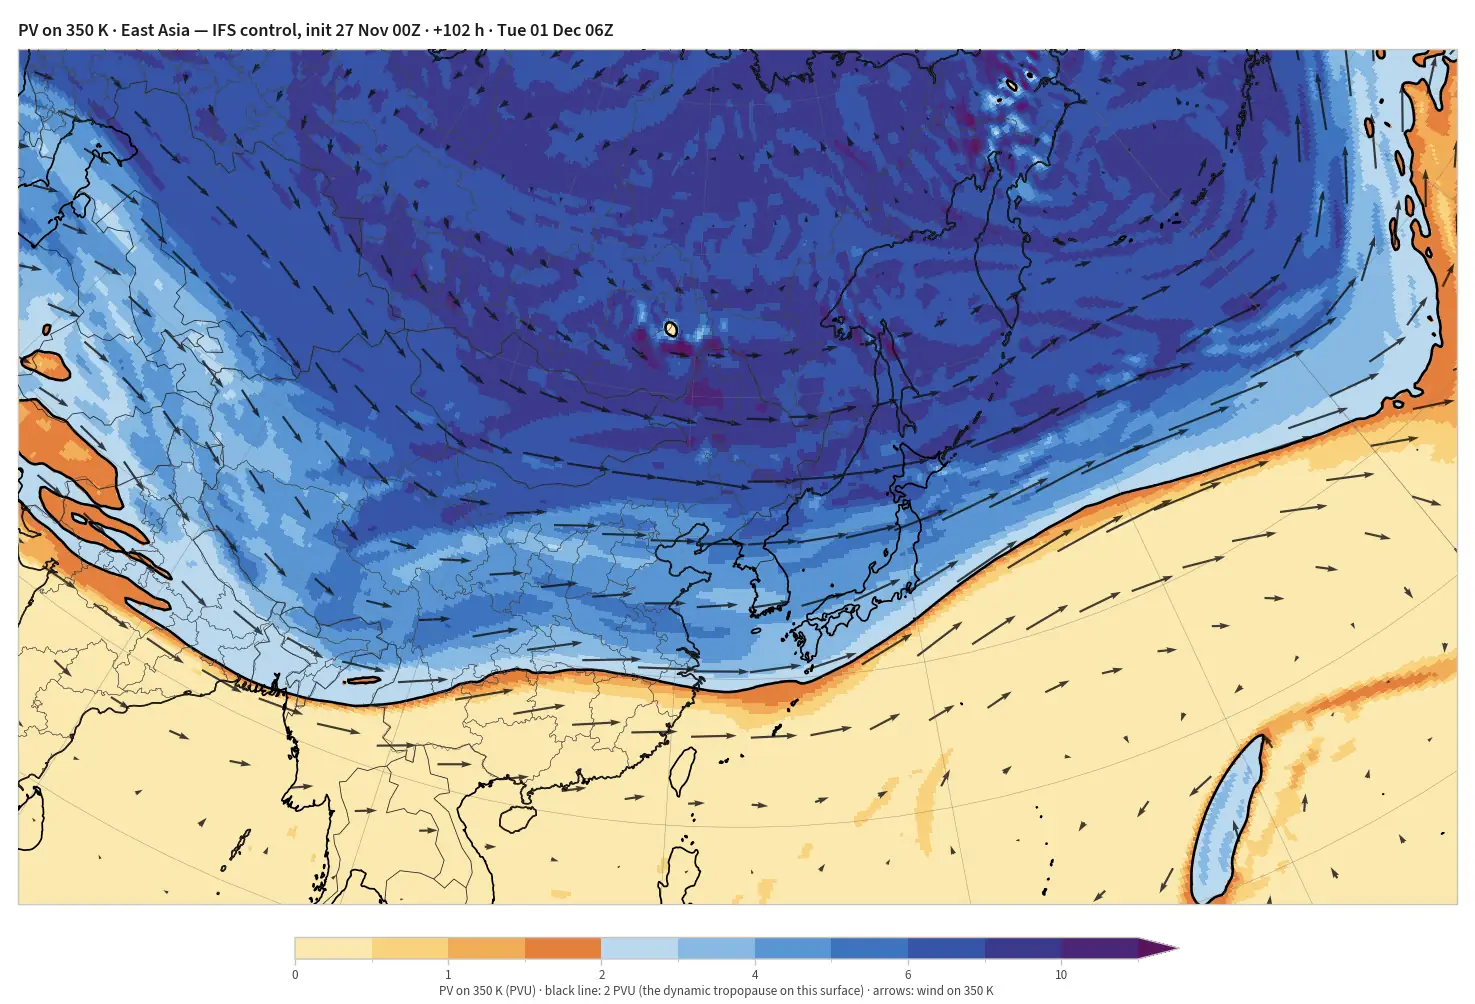 PV on 350 K · East Asia — IFS control, init 27 Nov 00Z · +102 h · Tue 01 Dec 06Z
0 1 2 4 6 10
PV on 350 K (PVU) · black line: 2 PVU (the dynamic tropopause on this surface) · arrows: wind on 350 K